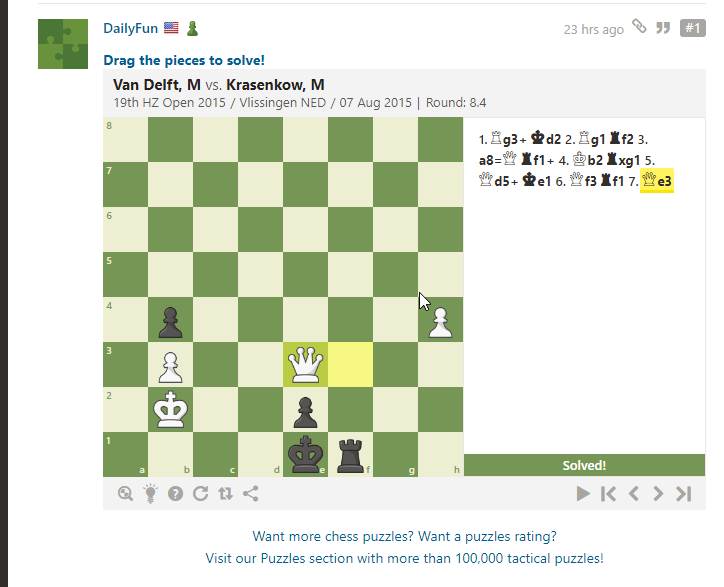 DailyFun
23 hrs ago
#1
Drag the pieces to solve!
Van Delft, M vs. Krasenkow, M
19th HZ Open 2015 / Vlissingen NED / 07 Aug 2015 | Round: 8.4
8
7
6
5
4
3
2
1
a b c d e f g h
1. ♖g3+ ♚d2 2. ♖g1 ♜f2 3.
a8=♕ ♜f1+ 4. ♔b2 ♜xg1 5.
♕d5+ ♚e1 6. ♕f3 ♜f1 7. ♕e3
Solved!
Want more chess puzzles? Want a puzzles rating?
Visit our Puzzles section with more than 100,000 tactical puzzles!